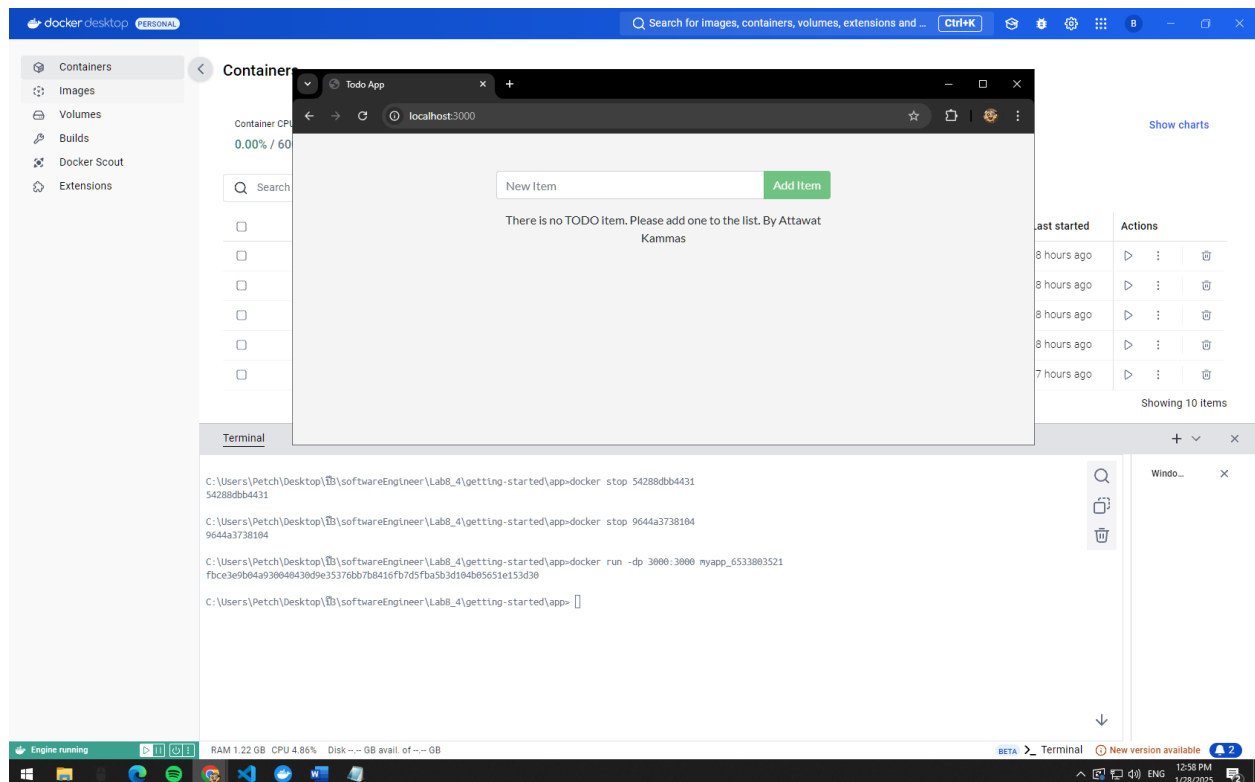 docker desktop PERSONAL
Search for images, containers, volumes, extensions and ... Ctrl+K
B
Containers
Images
Volumes
Builds
Docker Scout
Extensions
Containers
Container CPU
0.00% / 60
Show charts
Search
Todo App
localhost:3000
New Item
Add Item
There is no TODO item. Please add one to the list. By Attawat
Kammas
Last started Actions
8 hours ago
8 hours ago
8 hours ago
8 hours ago
7 hours ago
Showing 10 items
Terminal
Windo...
C:\Users\Petch\Desktop\ปี3\softwareEngineer\Lab8_4\getting-started\app>docker stop 54288dbb4431
54288dbb4431
C:\Users\Petch\Desktop\ปี3\softwareEngineer\Lab8_4\getting-started\app>docker stop 9644a3738104
9644a3738104
C:\Users\Petch\Desktop\ปี3\softwareEngineer\Lab8_4\getting-started\app>docker run -dp 3000:3000 myapp_6533803521
fbce3e9b04a930040430d9e35376bb7b8416fb7d5fba5b3d104b05651e153d30
C:\Users\Petch\Desktop\ปี3\softwareEngineer\Lab8_4\getting-started\app>
Engine running
RAM 1.22 GB CPU 4.86% Disk --.-- GB avail. of --.-- GB
BETA Terminal
New version available
2
ENG
12:58 PM
1/28/2025